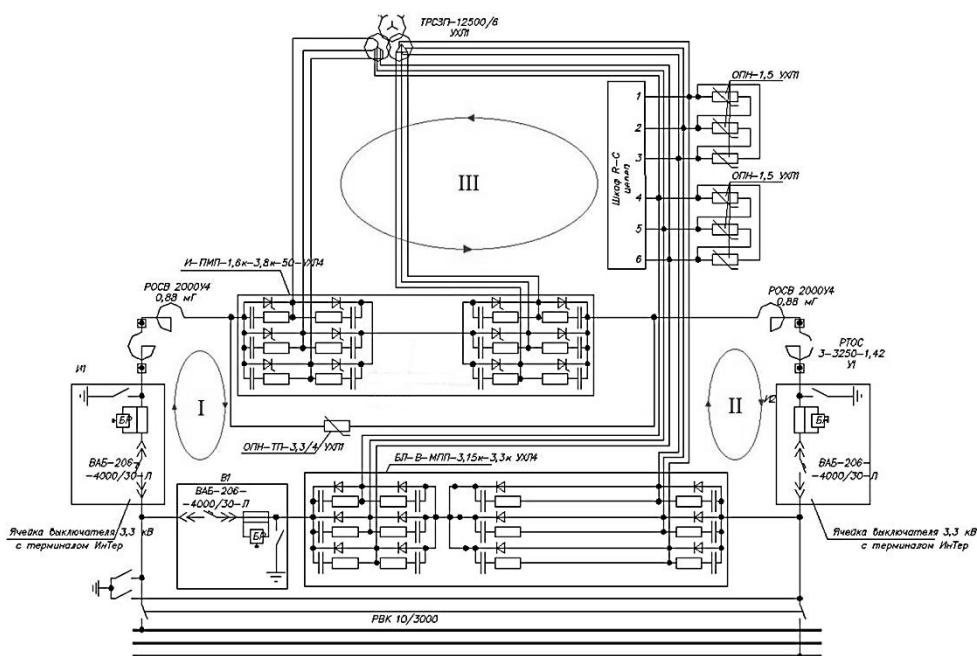 ТРСЗП-12500/6
УХЛ1
ОПН-1,5 УХЛ1
1
2
3
Шкаф R-C
цепей
4
5
6
ОПН-1,5 УХЛ1
III
И-ПМП-1,6к-3,8к-50-УХЛ4
РОСВ 2000У4
0,88 мГ
РОСВ 2000У4
0,88 мГ
РТОС
3-3250-1,42
У1
И1
I
II
И2
БР
БР
ОПН-ТП-3,3/4 УХЛ1
БЛ-В-МПП-3,15к-3,3к УХЛ4
ВАБ-206-
-4000/30-Л
В1
ВАБ-206-
-4000/30-Л
БР
ВАБ-206-
-4000/30-Л
Ячейка выключателя 3,3 кВ
с терминалом ИнТер
Ячейка выключателя 3,3 кВ
с терминалом ИнТер
РВК 10/3000